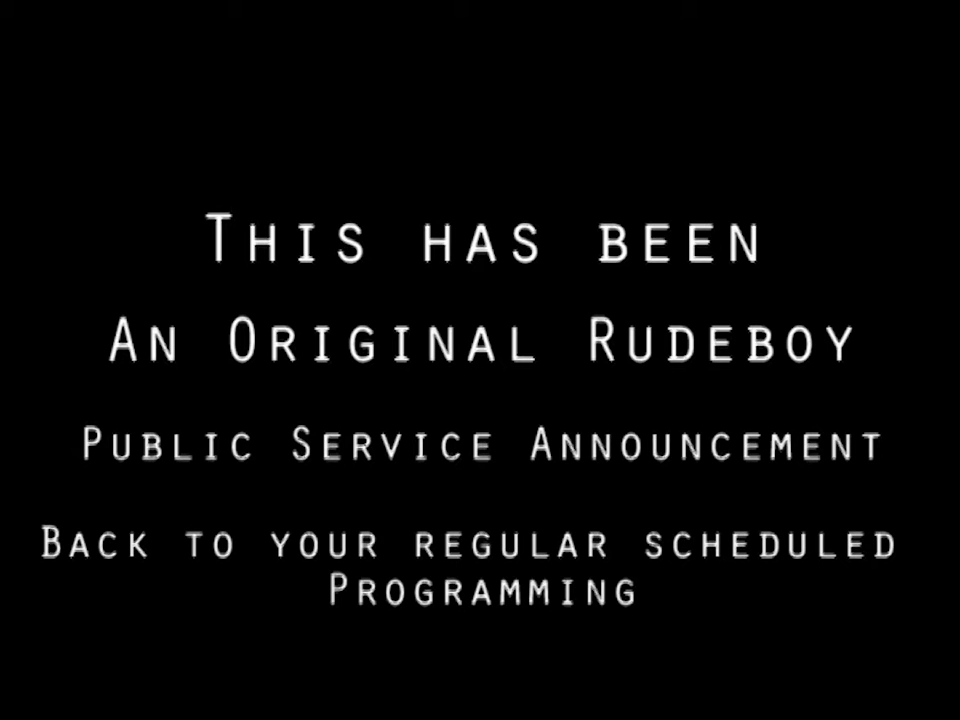 This has been
An Original Rudeboy
Public Service Announcement
Back to your regular scheduled
Programming